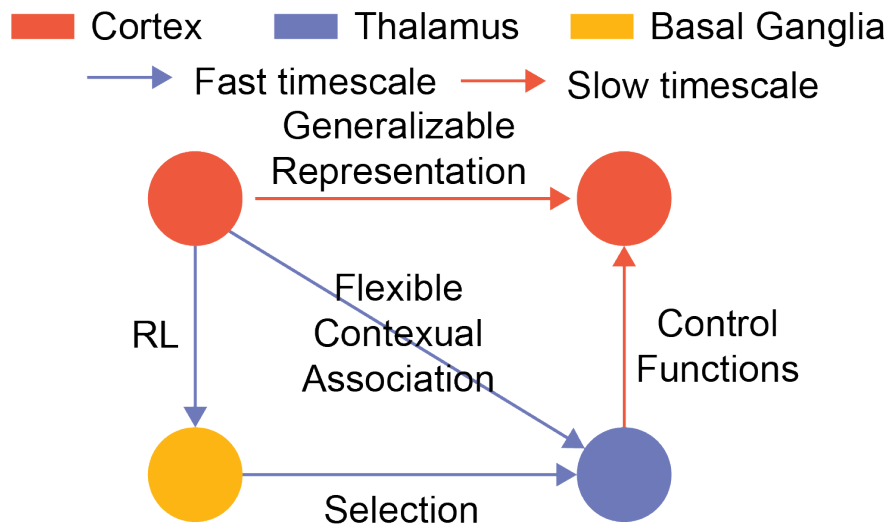 Cortex
Thalamus
Basal Ganglia
Fast timescale
Slow timescale
Generalizable
Representation
Flexible
Contexual
Association
RL
Control
Functions
Selection